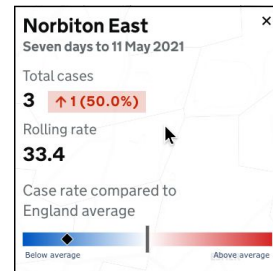 Norbiton East
Seven days to 11 May 2021
Total cases
3 ↑ 1 (50.0%)
Rolling rate
33.4
Case rate compared to
England average
Below average Above average